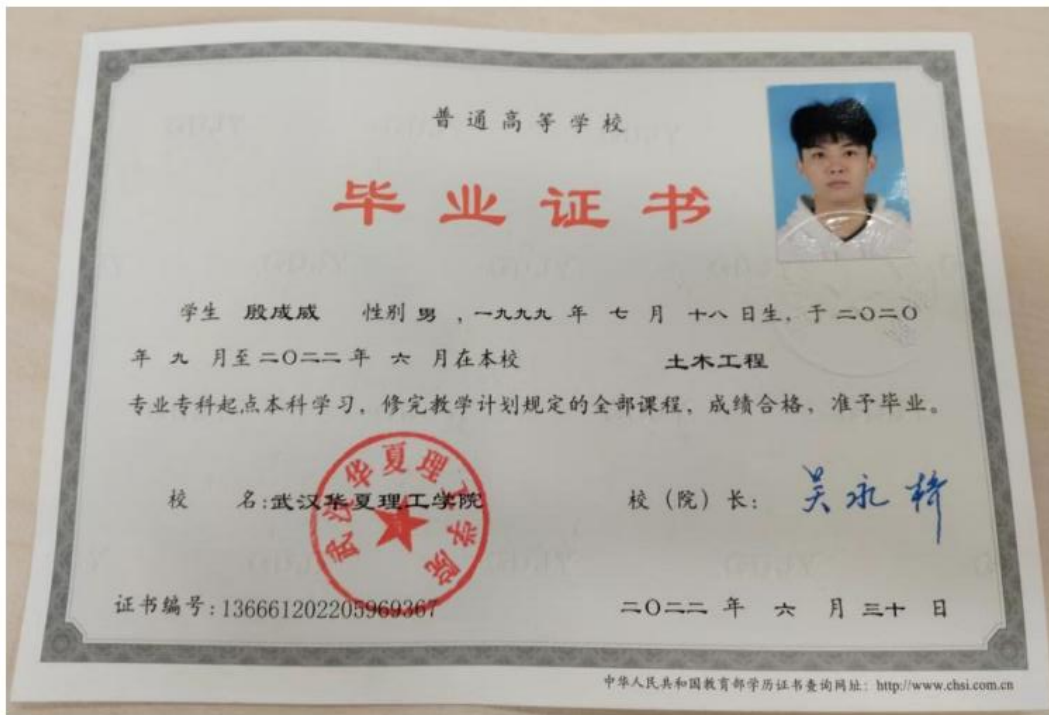 普通高等学校
毕业证书
学生 殷成威 性别 男 ，一九九九 年 七 月 十八 日生，于 二〇二〇
年 九 月至 二〇二二 年 六 月在本校 土木工程
专业专科起点本科学习，修完教学计划规定的全部课程，成绩合格，准予毕业。
校 名:武汉华夏理工学院
武汉华夏理工学院
校（院）长：
证书编号:136661202205969367
二〇二二 年 六 月 三十 日
中华人民共和国教育部学历证书查询网址：http://www.chsi.com.cn